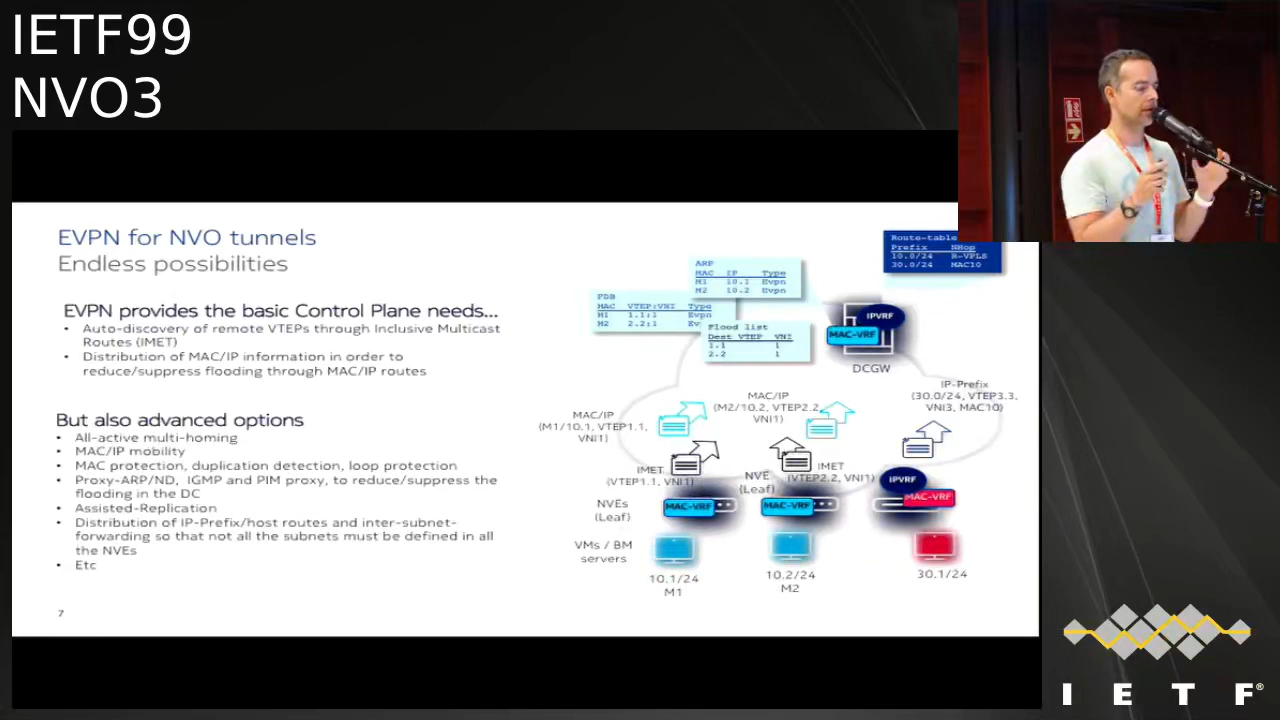 IETF99
NVO3
EVPN for NVO tunnels
Endless possibilities
EVPN provides the basic Control Plane needs...
• Auto-discovery of remote VTEPs through Inclusive Multicast
Routes (IMET)
• Distribution of MAC/IP information in order to
reduce/suppress flooding through MAC/IP routes
But also advanced options
• All-active multi-homing
• MAC/IP mobility
• MAC protection, duplication detection, loop protection
• Proxy-ARP/ND, IGMP and PIM proxy, to reduce/suppress the
flooding in the DC
• Assisted-Replication
• Distribution of IP-Prefix/host routes and inter-subnet-
forwarding so that not all the subnets must be defined in all
the NVEs
• Etc
7
Route-table
Prefix NHop
10.0/24 R-VPLS
30.0/24 MAC10
ARP
MAC IP Type
M1 10.1 Evpn
M2 10.2 Evpn
FDB
MAC VTEP:VNI Type
M1 1.1:1 Evpn
M2 2.2:1 Ev
Flood list
Dest VTEP VNI
1.1 1
2.2 1
IPVRF
MAC-VRF
DCGW
MAC/IP
(M1/10.1, VTEP1.1,
VNI1)
MAC/IP
(M2/10.2, VTEP2.2,
VNI1)
IP-Prefix
(30.0/24, VTEP3.3,
VNI3, MAC10)
IMET
(VTEP1.1, VNI1)
NVE
(Leaf)
IMET
(VTEP2.2, VNI1)
IPVRF
NVEs
(Leaf)
MAC-VRF
MAC-VRF
MAC-VRF
VMs / BM
servers
10.1/24
M1
10.2/24
M2
30.1/24
I E T F®